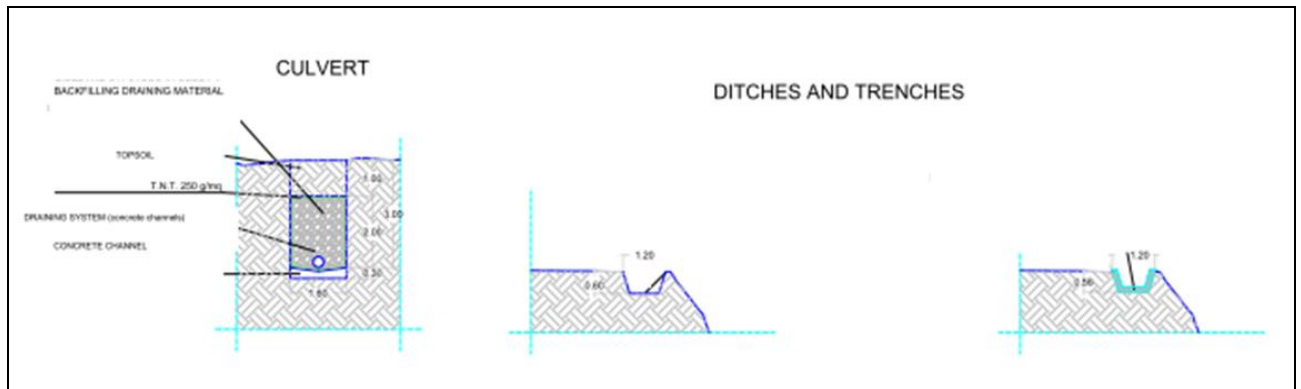 CULVERT
DITCHES AND TRENCHES
BACKFILLING DRAINING MATERIAL
TOPSOIL
T.N.T. 250 g/mq
DRAINING SYSTEM (concrete channels)
CONCRETE CHANNEL
1.00
3.00
2.00
0.30
1.60
1.20
0.60
1.20
0.56